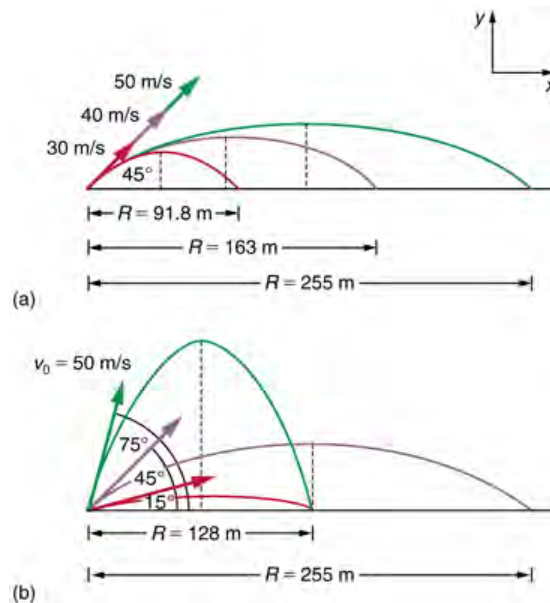 y
x
50 m/s
40 m/s
30 m/s
45°
R = 91.8 m
R = 163 m
R = 255 m
(a)
v₀ = 50 m/s
75°
45°
15°
R = 128 m
R = 255 m
(b)